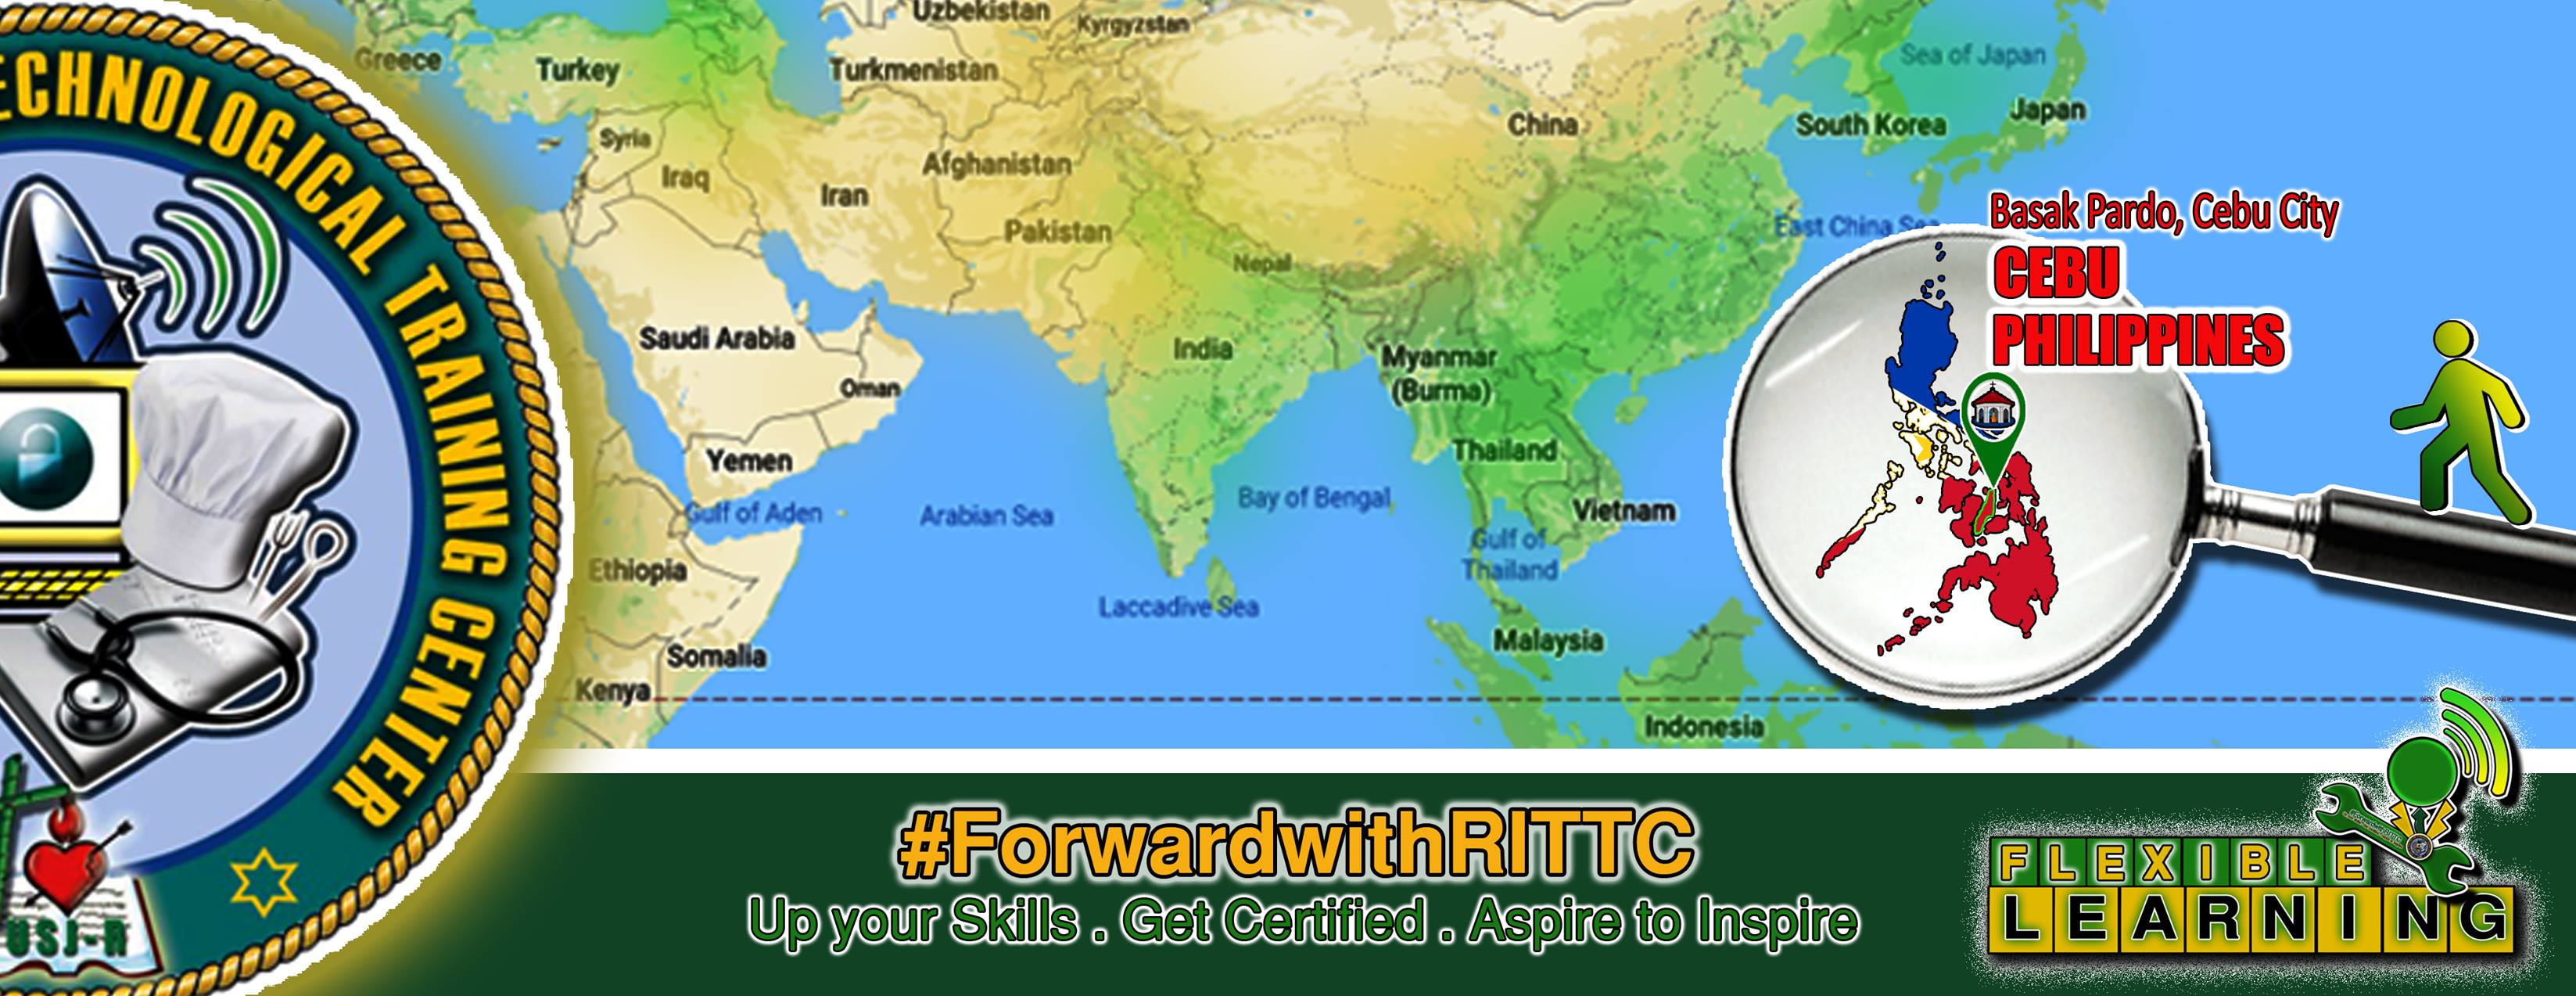 ECHNOLOGICAL TRAINING CENTER
USJ-R
Greece
Turkey
Uzbekistan
Kyrgyzstan
Turkmenistan
Syria
Iraq
Iran
Afghanistan
Pakistan
China
Sea of Japan
South Korea
Japan
East China Sea
Nepal
Saudi Arabia
Oman
India
Myanmar
(Burma)
Yemen
Thailand
Gulf of Aden
Arabian Sea
Bay of Bengal
Vietnam
Gulf of
Thailand
Ethiopia
Laccadive Sea
Malaysia
Somalia
Kenya
Indonesia
Basak Pardo, Cebu City
CEBU
PHILIPPINES
#ForwardwithRITTC
Up your Skills . Get Certified . Aspire to Inspire
FLEXIBLE
LEARNING